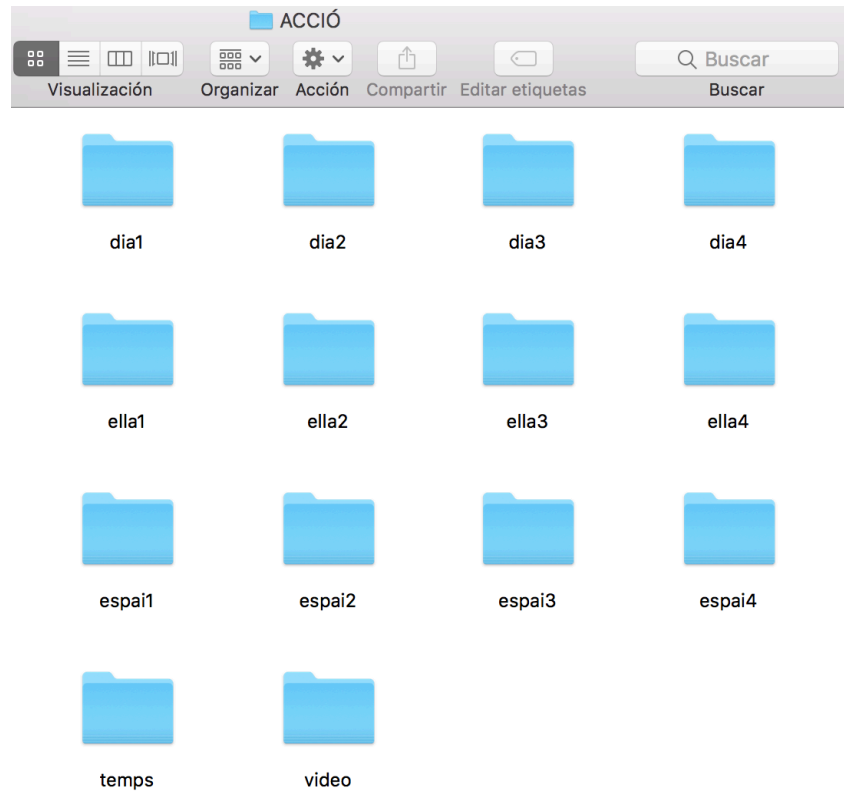 ACCIÓ
Buscar
Visualización Organizar Acción Compartir Editar etiquetas Buscar
dia1 dia2 dia3 dia4
ella1 ella2 ella3 ella4
espai1 espai2 espai3 espai4
temps video